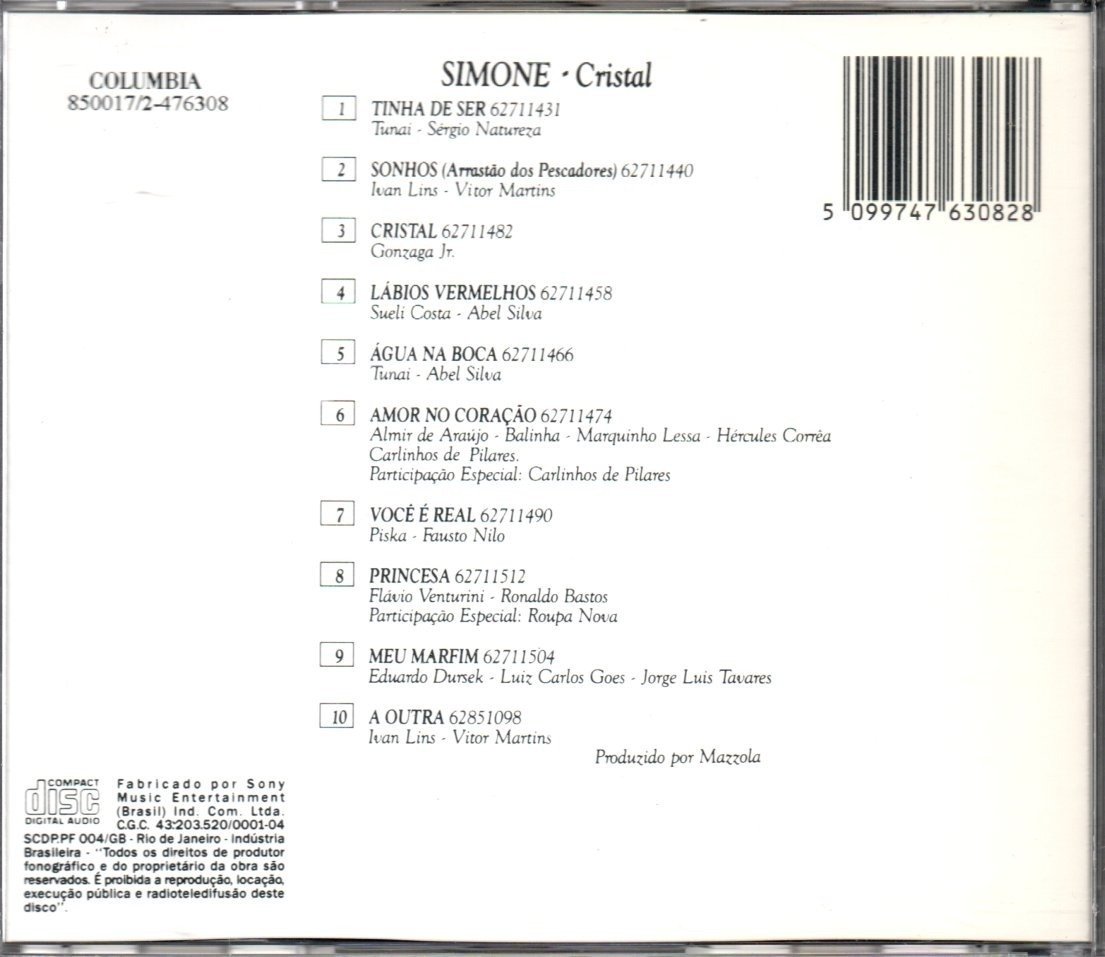 COLUMBIA
850017/2-476308
SIMONE · Cristal
1 TINHA DE SER 62711431
Tunai - Sérgio Natureza
2 SONHOS (Arrastão dos Pescadores) 62711440
Ivan Lins - Vitor Martins
3 CRISTAL 62711482
Gonzaga Jr.
4 LÁBIOS VERMELHOS 62711458
Sueli Costa - Abel Silva
5 ÁGUA NA BOCA 62711466
Tunai - Abel Silva
6 AMOR NO CORAÇÃO 62711474
Almir de Araújo - Balinha - Marquinho Lessa - Hércules Corrêa
Carlinhos de Pilares.
Participação Especial: Carlinhos de Pilares
7 VOCÊ É REAL 62711490
Piska - Fausto Nilo
8 PRINCESA 62711512
Flávio Venturini - Ronaldo Bastos
Participação Especial: Roupa Nova
9 MEU MARFIM 62711504
Eduardo Dursek - Luiz Carlos Goes - Jorge Luis Tavares
10 A OUTRA 62851098
Ivan Lins - Vitor Martins
Produzido por Mazzola
5 099747 630828
COMPACT
disc
DIGITAL AUDIO
Fabricado por Sony
Music Entertainment
(Brasil) Ind. Com. Ltda.
C.G.C. 43.203.520/0001-04
SCDP.PF 004/GB - Rio de Janeiro - Indústria
Brasileira - "Todos os direitos de produtor
fonográfico e do proprietário da obra são
reservados. É proibida a reprodução, locação,
execução pública e radioteledifusão deste
disco".